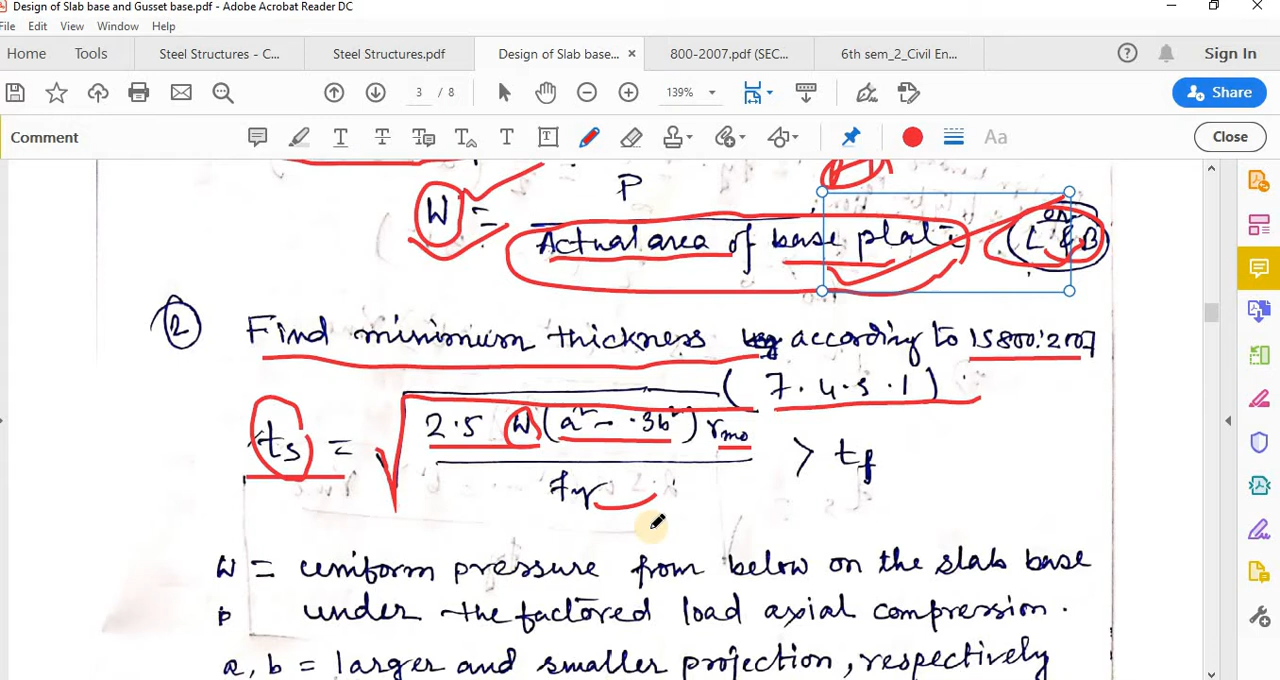 Design of Slab base and Gusset base.pdf - Adobe Acrobat Reader DC
File Edit View Window Help
Home Tools Steel Structures - C... Steel Structures.pdf Design of Slab base... × 800-2007.pdf (SEC... 6th sem_2_Civil En... Sign In
3 / 8 139% Share
Comment Aa Close
P
W =
Actual area of base plate (L & B)
② Find minimum thickness according to IS800:2007
(7.4.3.1)
ts = √ 2.5 W (a² - .3b²) γmo > tf
fy
W = uniform pressure from below on the slab base
under the factored load axial compression.
a, b = larger and smaller projection, respectively